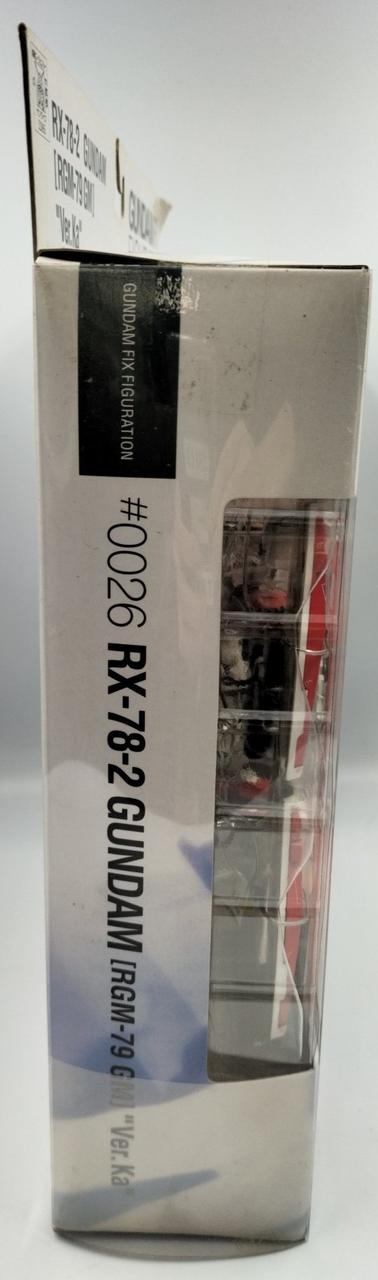 RX-78-2 GUNDAM
[RGM-79 GM]
"Ver.Ka"
GUNDAM FIX FIGURATION
#0026 RX-78-2 GUNDAM [RGM-79 GM] "Ver.Ka"